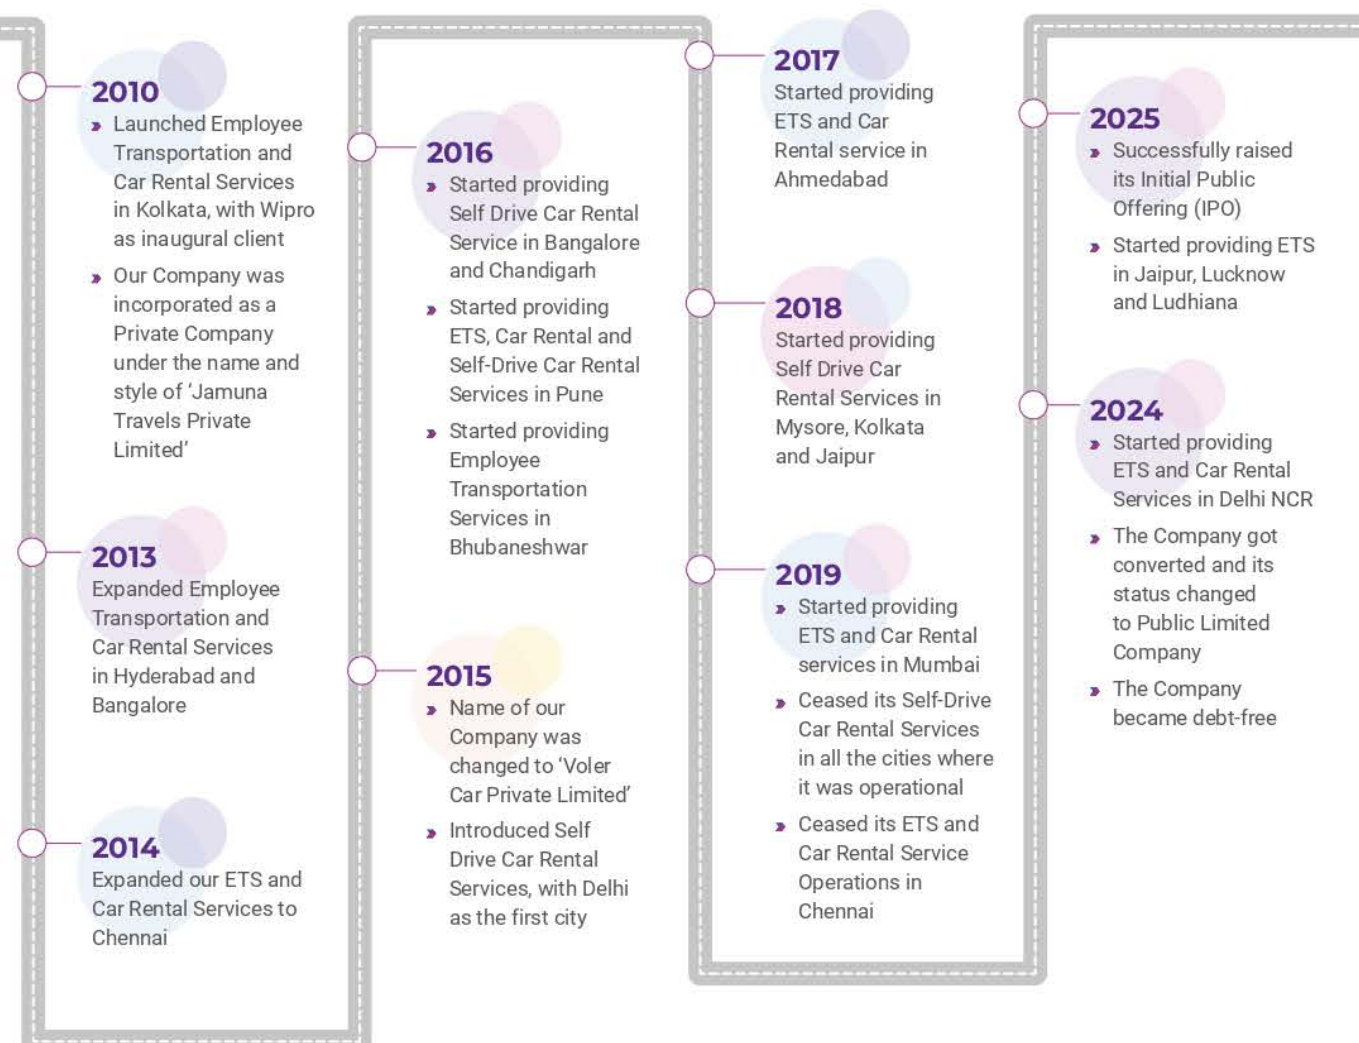 2010
Launched Employee
Transportation and
Car Rental Services
in Kolkata, with Wipro
as inaugural client
Our Company was
incorporated as a
Private Company
under the name and
style of ‘Jamuna
Travels Private
Limited’
2013
Expanded Employee
Transportation and
Car Rental Services
in Hyderabad and
Bangalore
2014
Expanded our ETS and
Car Rental Services to
Chennai
2016
Started providing
Self Drive Car Rental
Service in Bangalore
and Chandigarh
Started providing
ETS, Car Rental and
Self-Drive Car Rental
Services in Pune
Started providing
Employee
Transportation
Services in
Bhubaneshwar
2015
Name of our
Company was
changed to ‘Voler
Car Private Limited’
Introduced Self
Drive Car Rental
Services, with Delhi
as the first city
2017
Started providing
ETS and Car
Rental service in
Ahmedabad
2018
Started providing
Self Drive Car
Rental Services in
Mysore, Kolkata
and Jaipur
2019
Started providing
ETS and Car Rental
services in Mumbai
Ceased its Self-Drive
Car Rental Services
in all the cities where
it was operational
Ceased its ETS and
Car Rental Service
Operations in
Chennai
2025
Successfully raised
its Initial Public
Offering (IPO)
Started providing ETS
in Jaipur, Lucknow
and Ludhiana
2024
Started providing
ETS and Car Rental
Services in Delhi NCR
The Company got
converted and its
status changed
to Public Limited
Company
The Company
became debt-free